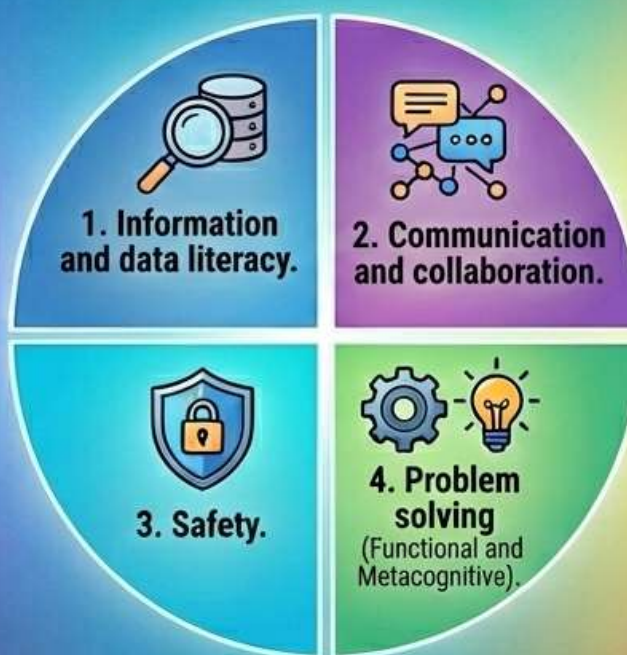 1. Information
and data literacy.
2. Communication
and collaboration.
3. Safety.
4. Problem
solving
(Functional and
Metacognitive).